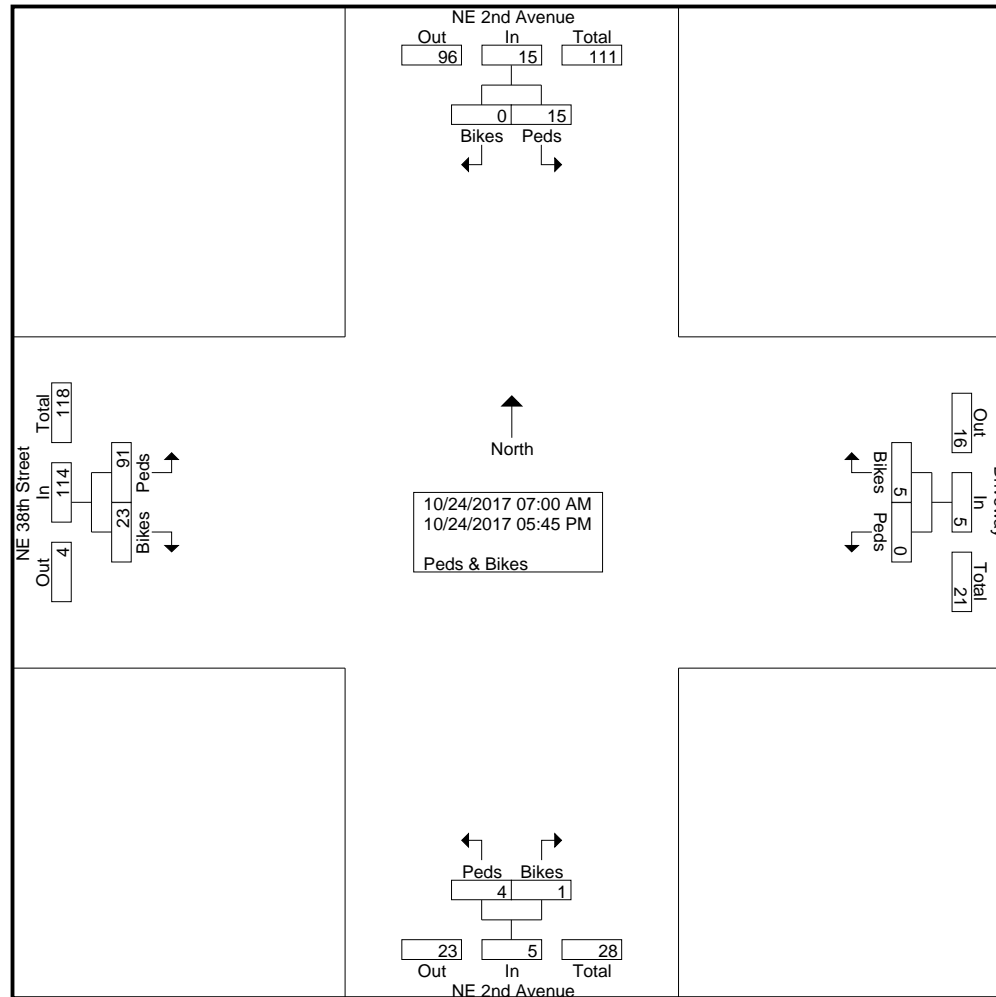 NE 2nd Avenue
Out In Total
96 15 111
0 15
Bikes Peds
NE 38th Street
Total In Out
118 114 4
91 23
Peds Bikes
North
10/24/2017 07:00 AM
10/24/2017 05:45 PM
Peds & Bikes
Out In Total
16 5 21
5 0
Bikes Peds
Peds Bikes
4 1
23 5 28
Out In Total
NE 2nd Avenue